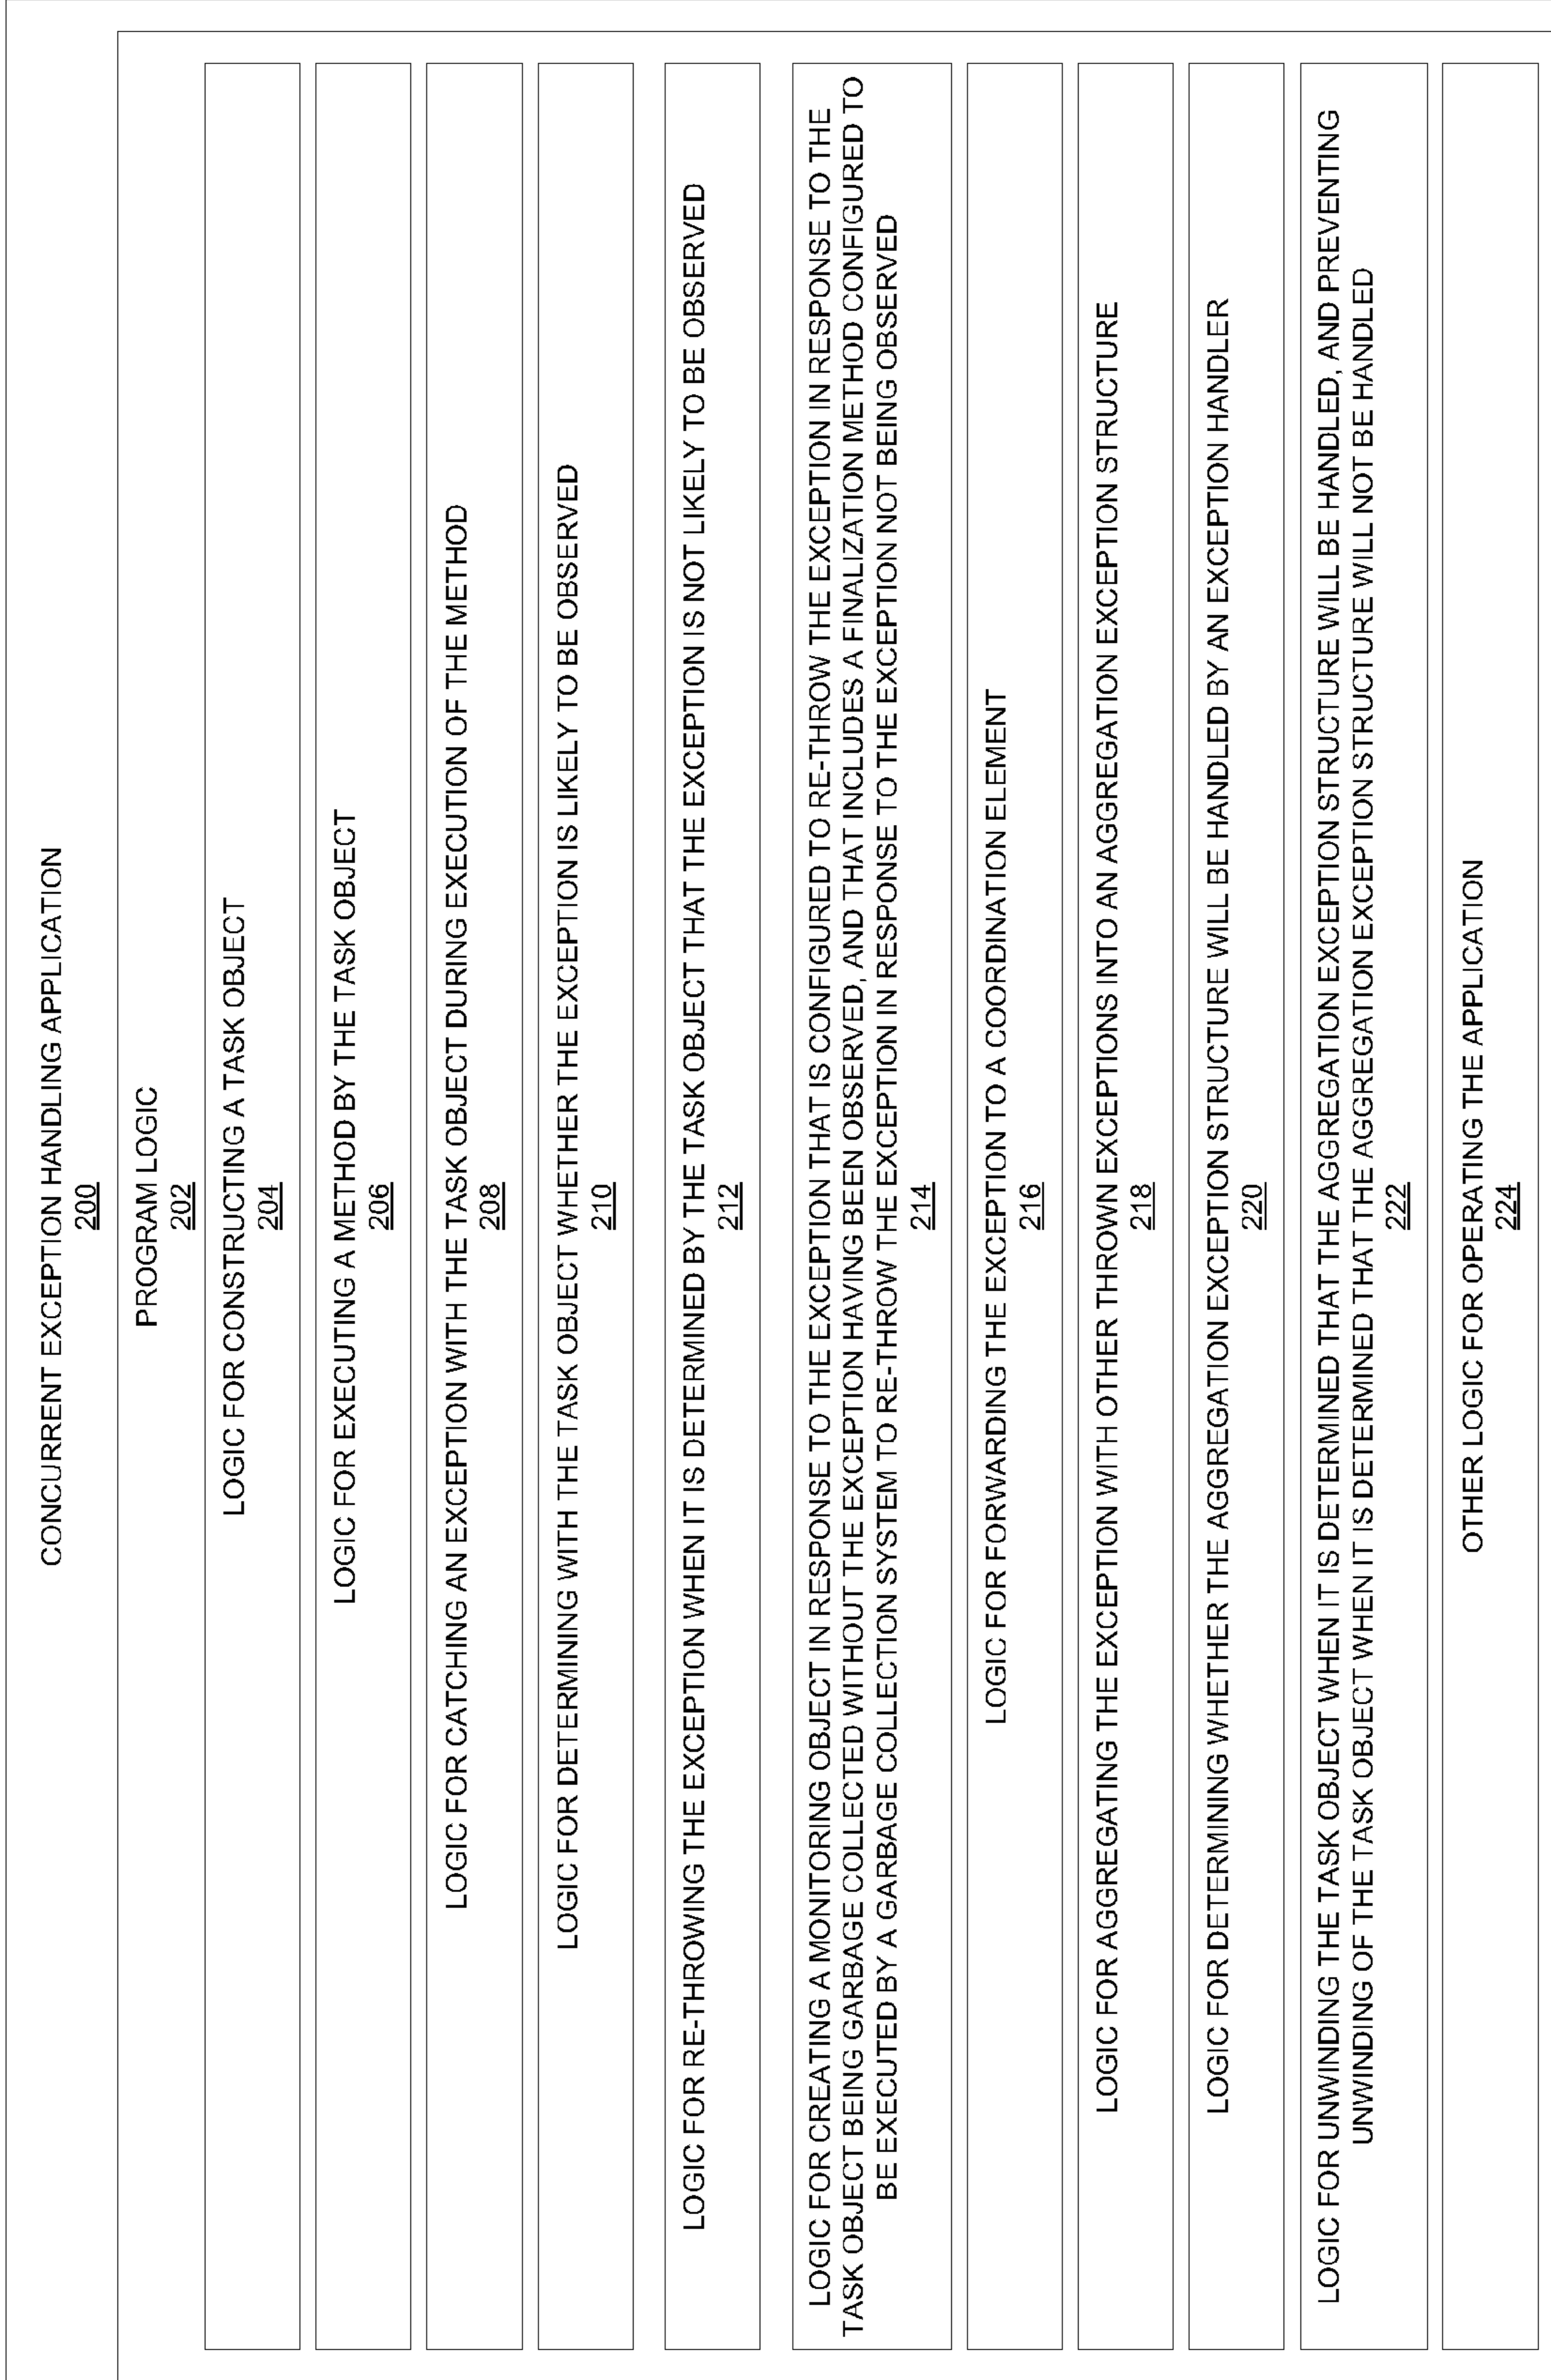 CONCURRENT EXCEPTION HANDLING APPLICATION
200
PROGRAM LOGIC
202
LOGIC FOR CONSTRUCTING A TASK OBJECT
204
LOGIC FOR EXECUTING A METHOD BY THE TASK OBJECT
206
LOGIC FOR CATCHING AN EXCEPTION WITH THE TASK OBJECT DURING EXECUTION OF THE METHOD
208
LOGIC FOR DETERMINING WITH THE TASK OBJECT WHETHER THE EXCEPTION IS LIKELY TO BE OBSERVED
210
LOGIC FOR RE-THROWING THE EXCEPTION WHEN IT IS DETERMINED BY THE TASK OBJECT THAT THE EXCEPTION IS NOT LIKELY TO BE OBSERVED
212
LOGIC FOR CREATING A MONITORING OBJECT IN RESPONSE TO THE EXCEPTION THAT IS CONFIGURED TO RE-THROW THE EXCEPTION IN RESPONSE TO THE
TASK OBJECT BEING GARBAGE COLLECTED WITHOUT THE EXCEPTION HAVING BEEN OBSERVED, AND THAT INCLUDES A FINALIZATION METHOD CONFIGURED TO
BE EXECUTED BY A GARBAGE COLLECTION SYSTEM TO RE-THROW THE EXCEPTION IN RESPONSE TO THE EXCEPTION NOT BEING OBSERVED
214
LOGIC FOR FORWARDING THE EXCEPTION TO A COORDINATION ELEMENT
216
LOGIC FOR AGGREGATING THE EXCEPTION WITH OTHER THROWN EXCEPTIONS INTO AN AGGREGATION EXCEPTION STRUCTURE
218
LOGIC FOR DETERMINING WHETHER THE AGGREGATION EXCEPTION STRUCTURE WILL BE HANDLED BY AN EXCEPTION HANDLER
220
LOGIC FOR UNWINDING THE TASK OBJECT WHEN IT IS DETERMINED THAT THE AGGREGATION EXCEPTION STRUCTURE WILL BE HANDLED, AND PREVENTING
UNWINDING OF THE TASK OBJECT WHEN IT IS DETERMINED THAT THE AGGREGATION EXCEPTION STRUCTURE WILL NOT BE HANDLED
222
OTHER LOGIC FOR OPERATING THE APPLICATION
224